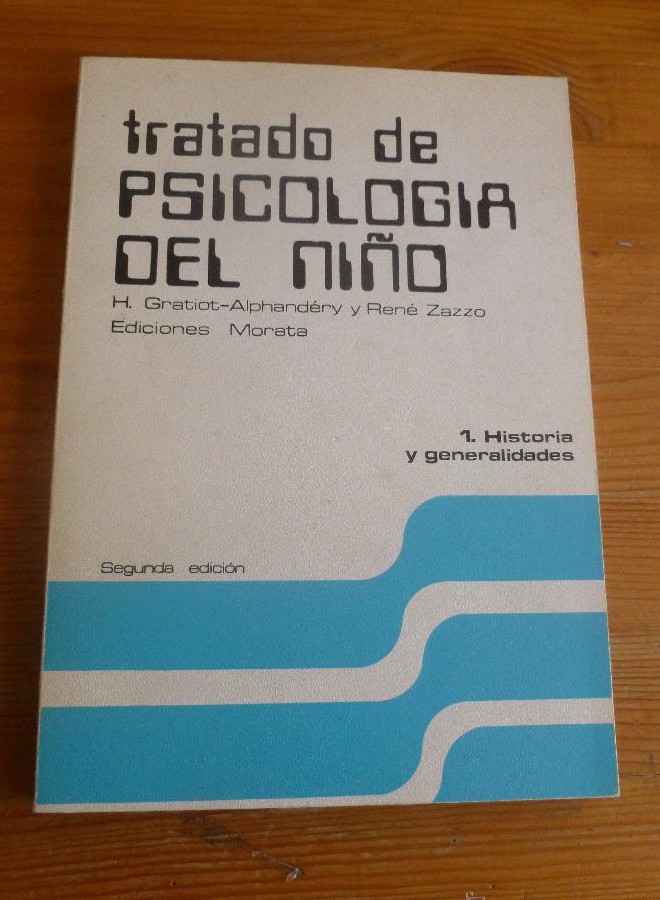 tratado de
PSICOLOGIA
DEL NIÑO
H. Gratiot-Alphandéry y René Zazzo
Ediciones Morata
1. Historia
y generalidades
Segunda edición